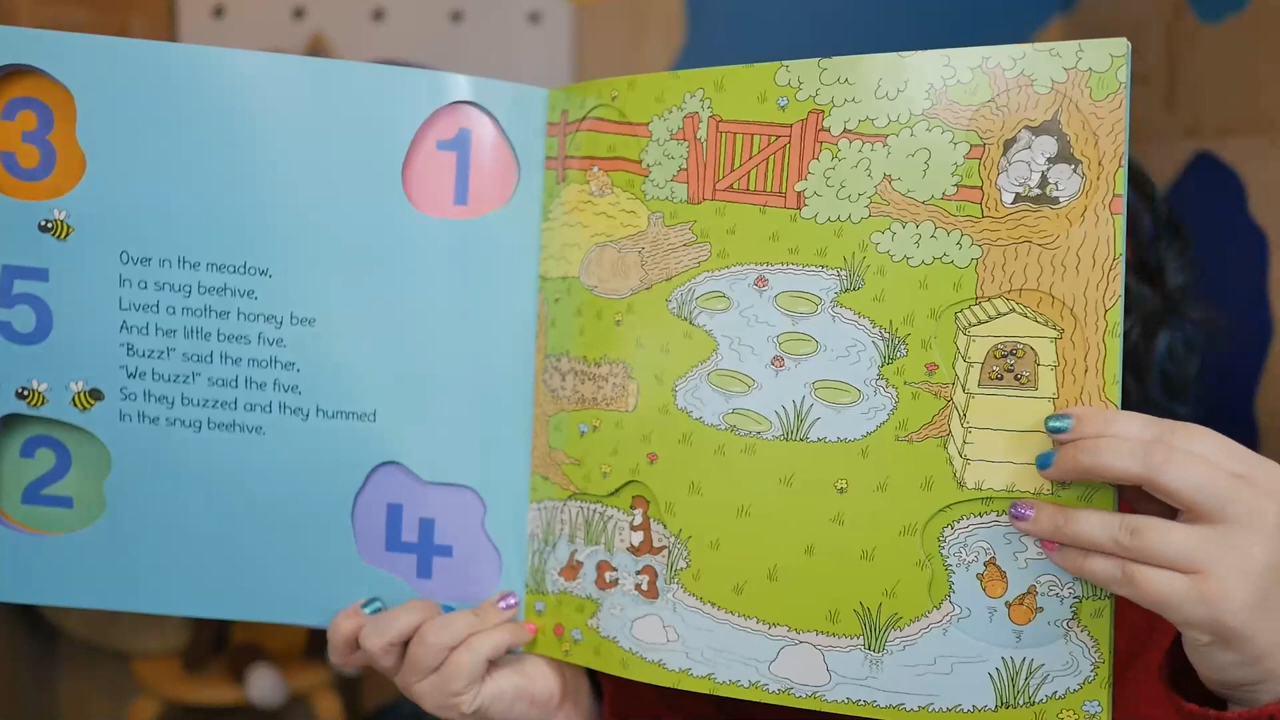 3
1
5
Over in the meadow,
In a snug beehive,
Lived a mother honey bee
And her little bees five.
"Buzz!" said the mother,
"We buzz!" said the five,
So they buzzed and they hummed
In the snug beehive.
2
4